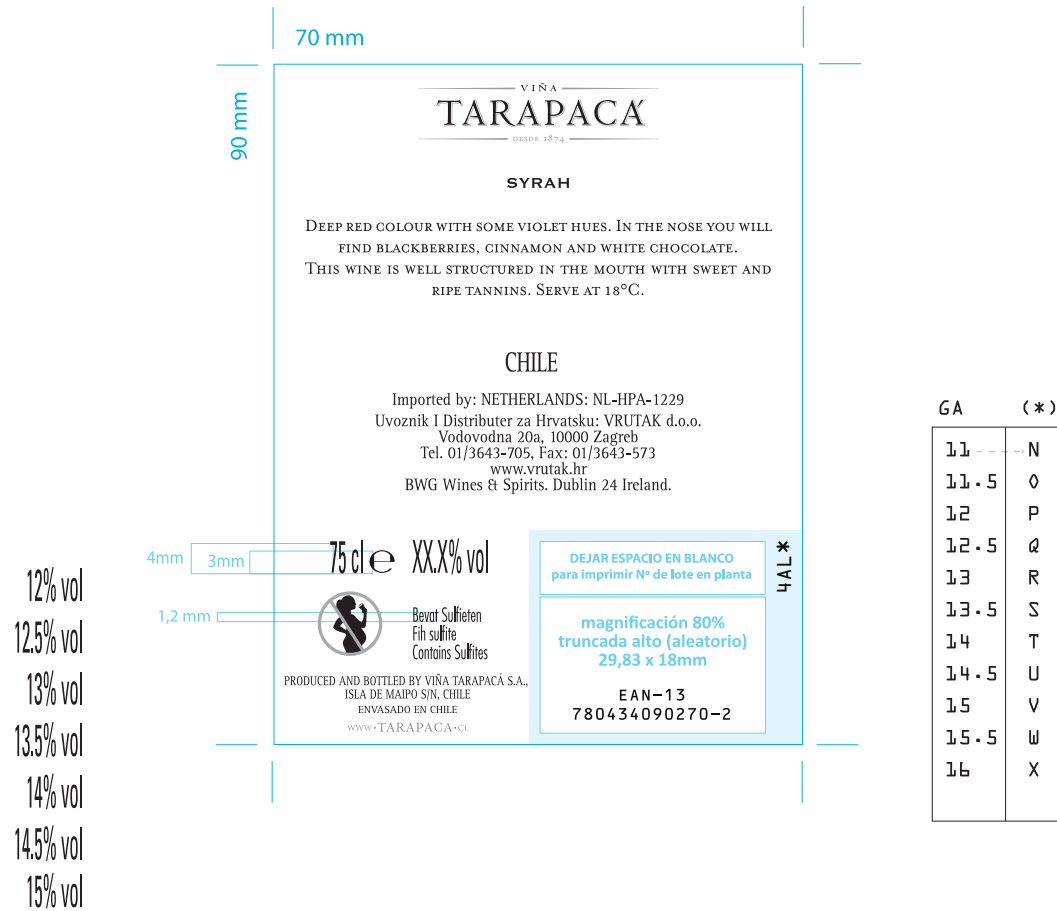 70 mm
90 mm
VIÑA
TARAPACÁ
DESDE 1874
SYRAH
DEEP RED COLOUR WITH SOME VIOLET HUES. IN THE NOSE YOU WILL
FIND BLACKBERRIES, CINNAMON AND WHITE CHOCOLATE.
THIS WINE IS WELL STRUCTURED IN THE MOUTH WITH SWEET AND
RIPE TANNINS. SERVE AT 18°C.
CHILE
Imported by: NETHERLANDS: NL-HPA-1229
Uvoznik I Distributer za Hrvatsku: VRUTAK d.o.o.
Vodovodna 20a, 10000 Zagreb
Tel. 01/3643-705, Fax: 01/3643-573
www.vrutak.hr
BWG Wines & Spirits. Dublin 24 Ireland.
4mm
3mm
75 cl e XX.X% vol
1,2 mm
Bevat Sulfieten
Fih sulfite
Contains Sulfites
PRODUCED AND BOTTLED BY VIÑA TARAPACÁ S.A.,
ISLA DE MAIPO S/N, CHILE
ENVASADO EN CHILE
WWW•TARAPACA•CL
DEJAR ESPACIO EN BLANCO
para imprimir Nº de lote en planta
4AL*
magnificación 80%
truncada alto (aleatorio)
29,83 x 18mm
EAN-13
780434090270-2
12% vol
12.5% vol
13% vol
13.5% vol
14% vol
14.5% vol
15% vol
GA (*)
11 N
11.5 O
12 P
12.5 Q
13 R
13.5 S
14 T
14.5 U
15 V
15.5 W
16 X